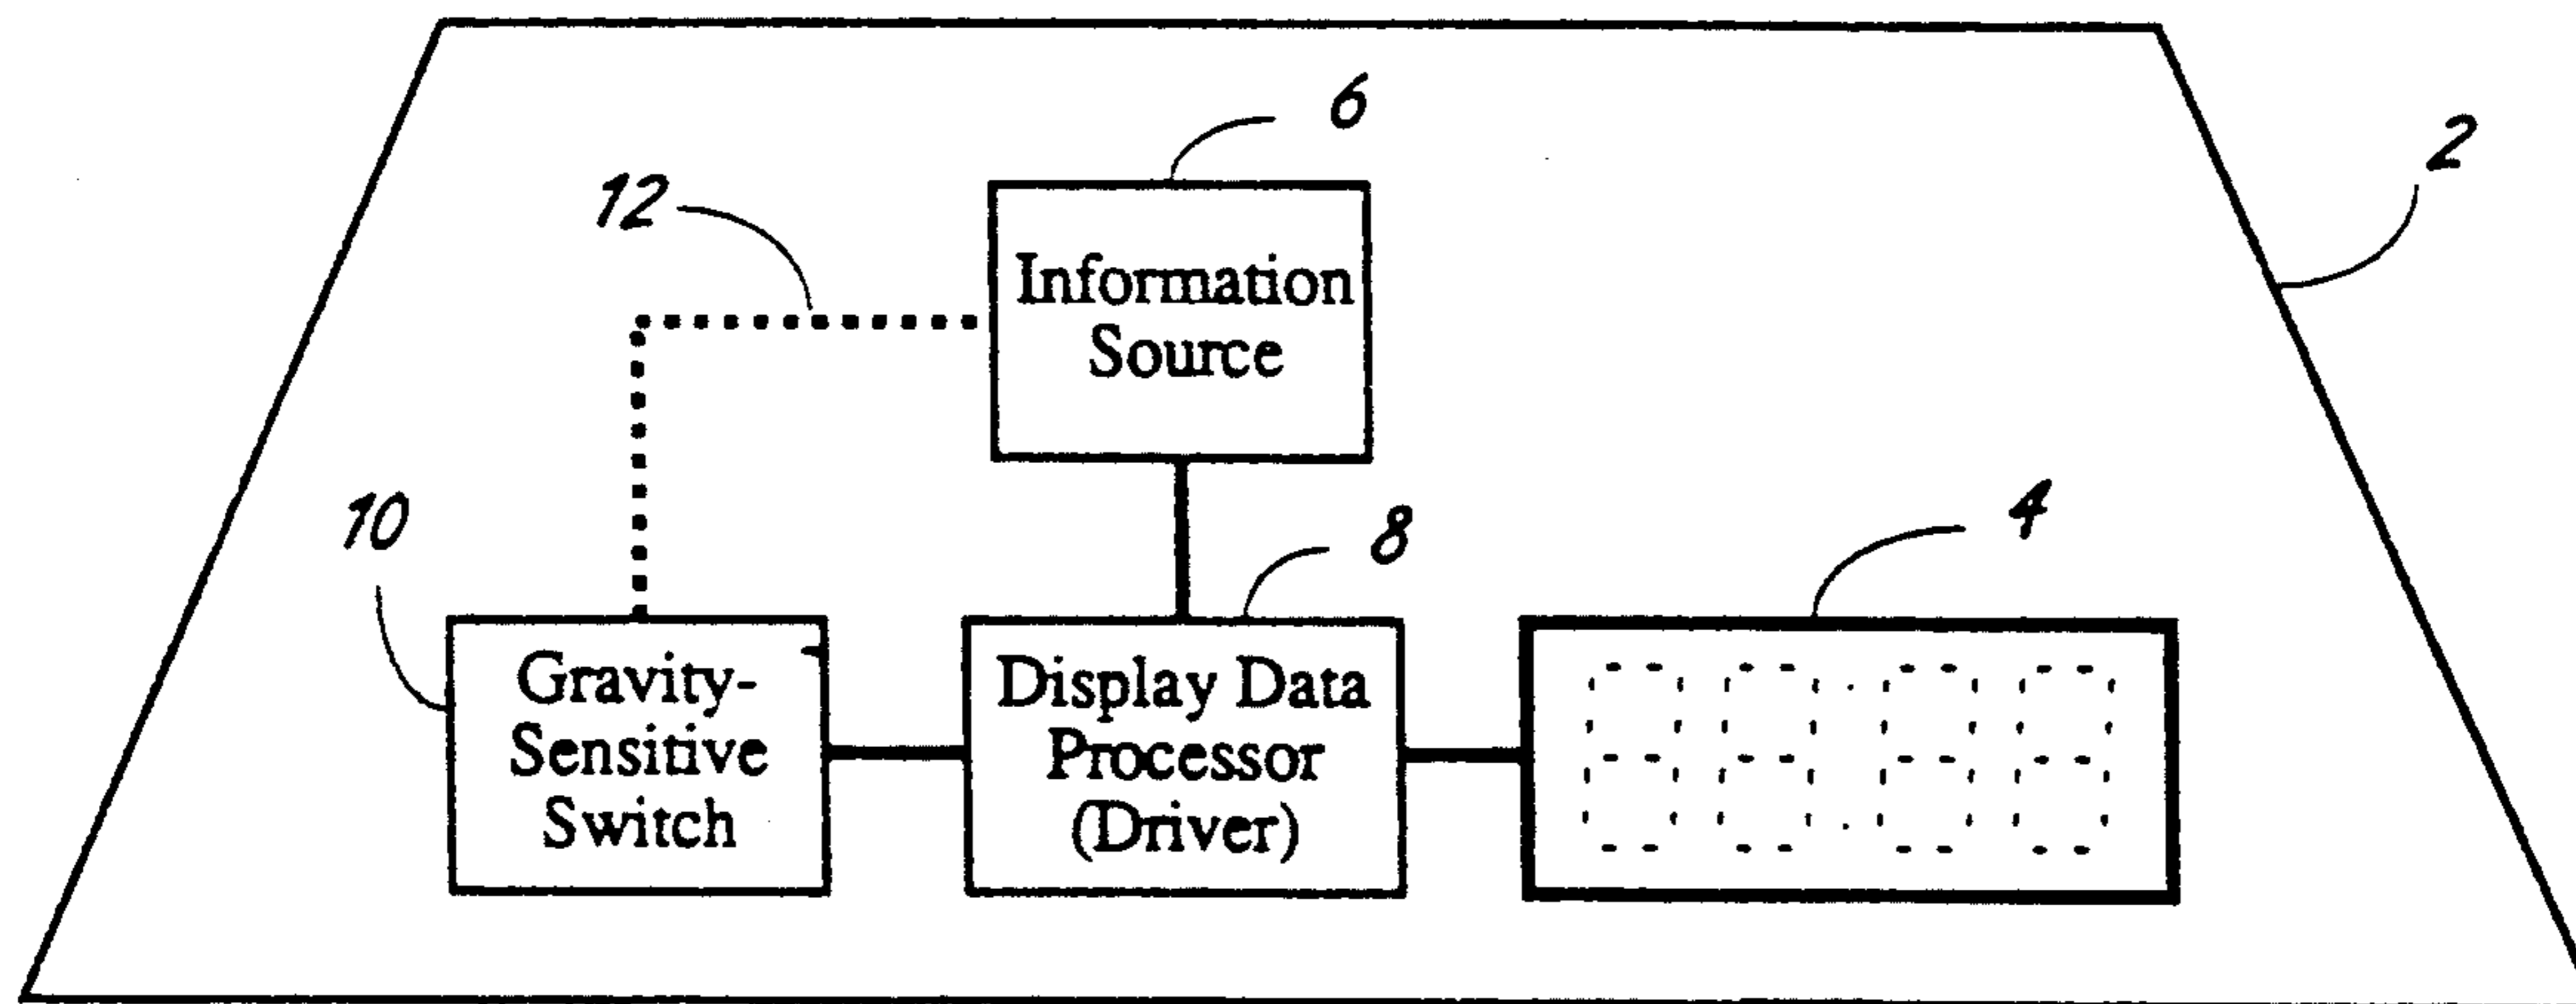 6
2
12
Information
Source
10
8
4
Gravity-
Sensitive
Switch
Display Data
Processor
(Driver)